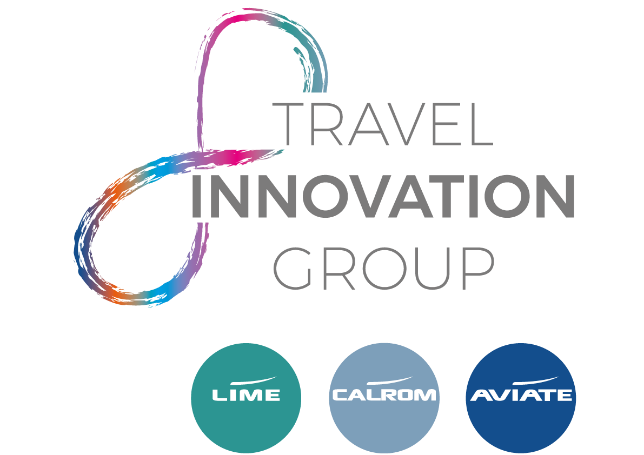 TRAVEL
INNOVATION
GROUP
LIME CALROM AVIATE